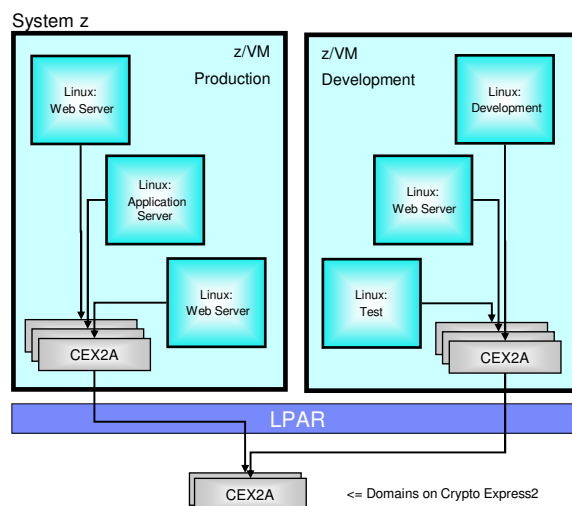 System z
z/VM
Production
Linux:
Web Server
Linux:
Application
Server
Linux:
Web Server
CEX2A
z/VM
Development
Linux:
Development
Linux:
Web Server
Linux:
Test
CEX2A
LPAR
CEX2A
<= Domains on Crypto Express2